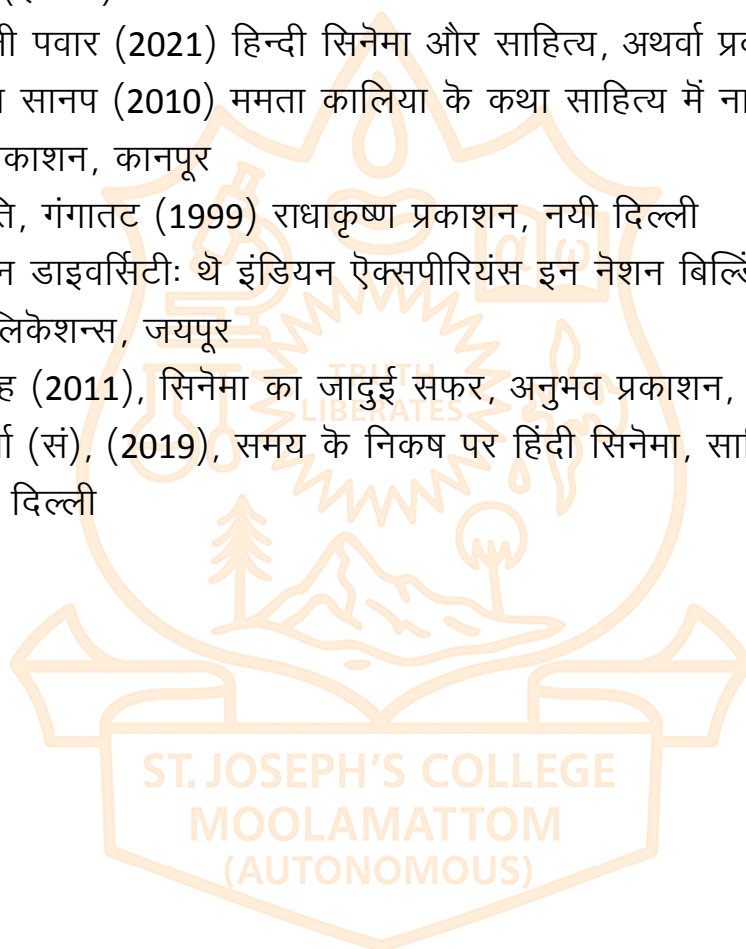 नी पवार (2021) हिन्दी सिनॆमा और साहित्य, अथर्वा
सानप (2010) ममता कालिया कॆ कथा साहित्य मॆं
काशन, कानपूर
गंगातट (1999) राधाकृष्ण प्रकाशन, नयी दिल्ली
न डाइवर्सिटीः थॆ इंडियन ऎक्सपीरियंस इन नॆशन
लिकॆशन्स, जयपूर
ह (2011), सिनॆमा का जादुई सफर, अनुभव प्रकाशन,
र्मा (सं), (2019), समय कॆ निकष पर हिंदी सिनॆमा,
दिल्ली
α ω
TRUTH
LIBERATES
ST. JOSEPH'S COLLEGE
MOOLAMATTOM
(AUTONOMOUS)